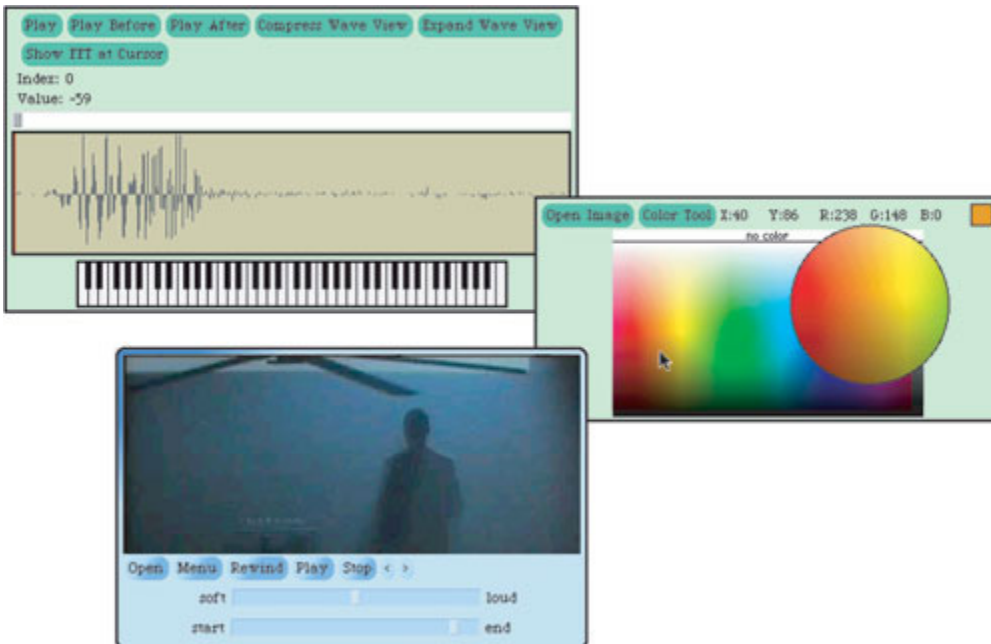 Play Play Before Play After Compress Wave View Expand Wave View
Show FFT at Cursor
Index: 0
Value: -59
Open Image Color Tool X:40 Y:86 R:238 G:148 B:0
no color
Open Menu Rewind Play Stop < >
soft loud
start end